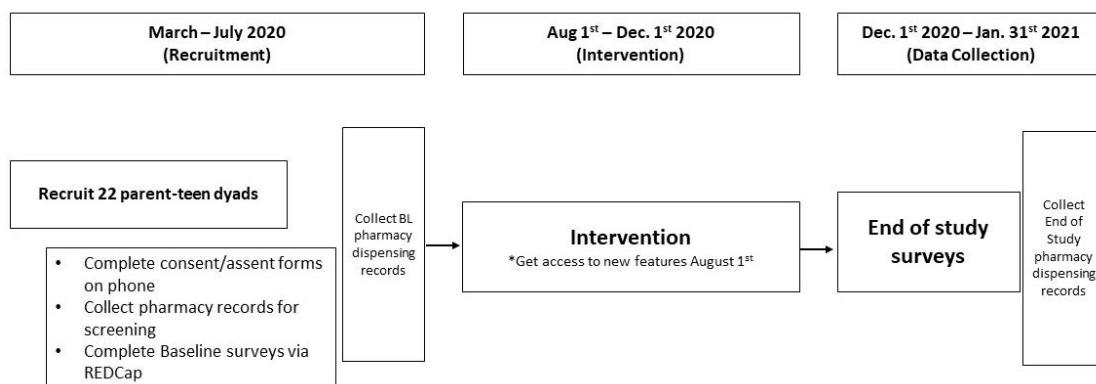 March – July 2020
(Recruitment)
Aug 1st – Dec. 1st 2020
(Intervention)
Dec. 1st 2020 – Jan. 31st 2021
(Data Collection)
Recruit 22 parent-teen dyads
• Complete consent/assent forms
on phone
• Collect pharmacy records for
screening
• Complete Baseline surveys via
REDCap
Collect BL
pharmacy
dispensing
records
Intervention
*Get access to new features August 1st
End of study
surveys
Collect
End of
Study
pharmacy
dispensing
records